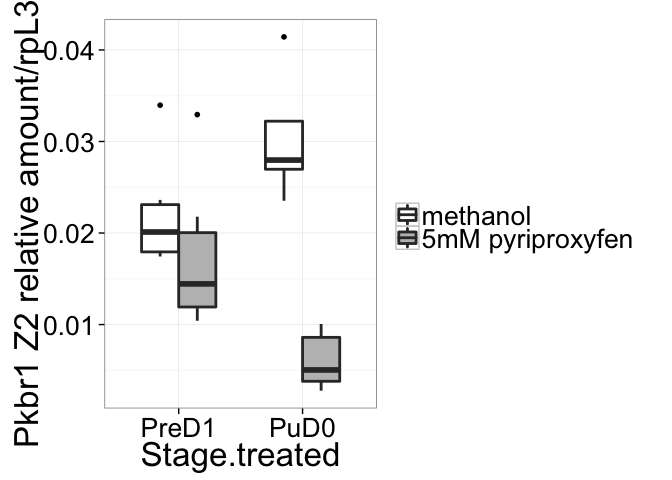 Pkbr1 Z2 relative amount/rpL3
0.04
0.03
0.02
0.01
PreD1 PuD0
Stage.treated
methanol
5mM pyriproxyfen